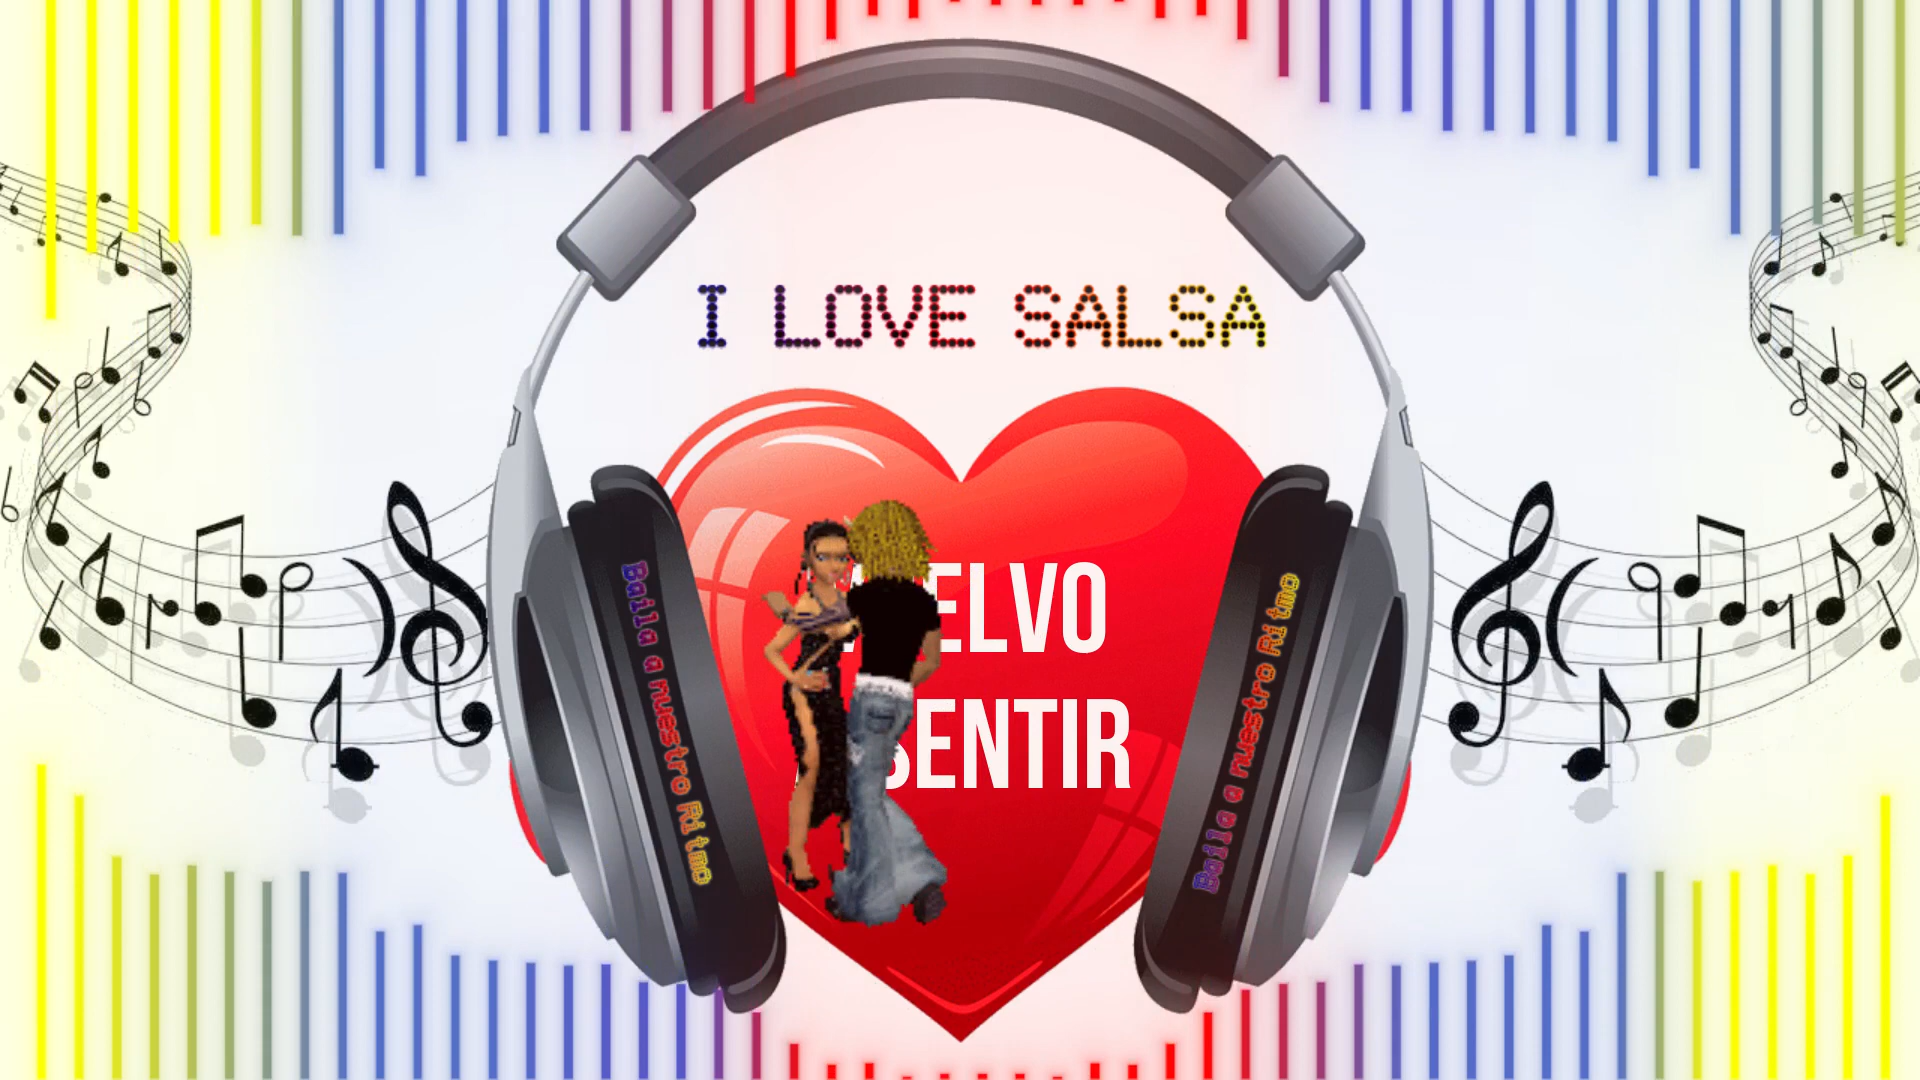 I LOVE SALSA
ELVO
SENTIR
Baila a nuestro Ritmo
Baila a nuestro Ritmo